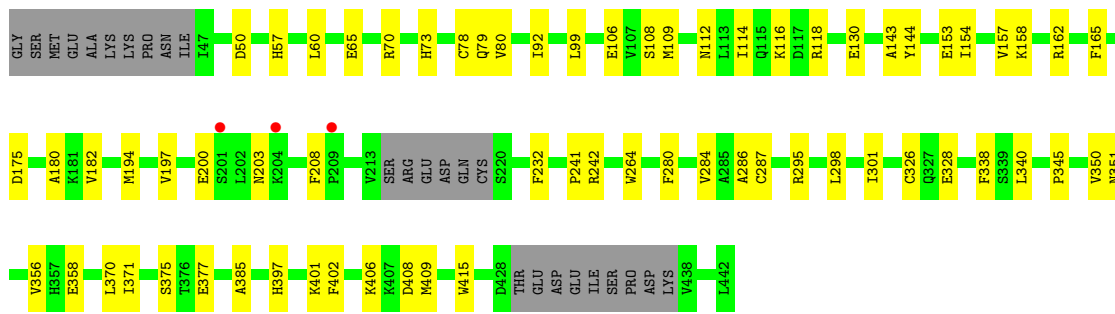 GLY SER MET GLU ALA LYS LYS PRO ASN ILE I47 D50 H57 L60 E65 R70 H73 C78 Q79 V80 I92 L99 E106 V107 S108 M109 N112 L113 I114 Q115 K116 D117 R118 E130 A143 Y144 E153 I154 V157 K158 R162 F165
D175 A180 K181 V182 M194 V197 E200 S201 L202 N203 K204 F208 P209 V213 SER ARG GLU ASP GLN CYS S220 F232 P241 R242 W264 F280 V284 A285 A286 C287 R295 L298 I301 C326 Q327 E328 F338 S339 L340 P345 V350 N351
V356 H357 E358 L370 I371 S375 T376 E377 A385 H397 K401 F402 K406 K407 D408 M409 W415 D428 THR GLU ASP GLU ILE SER PRO ASP LYS V438 L442